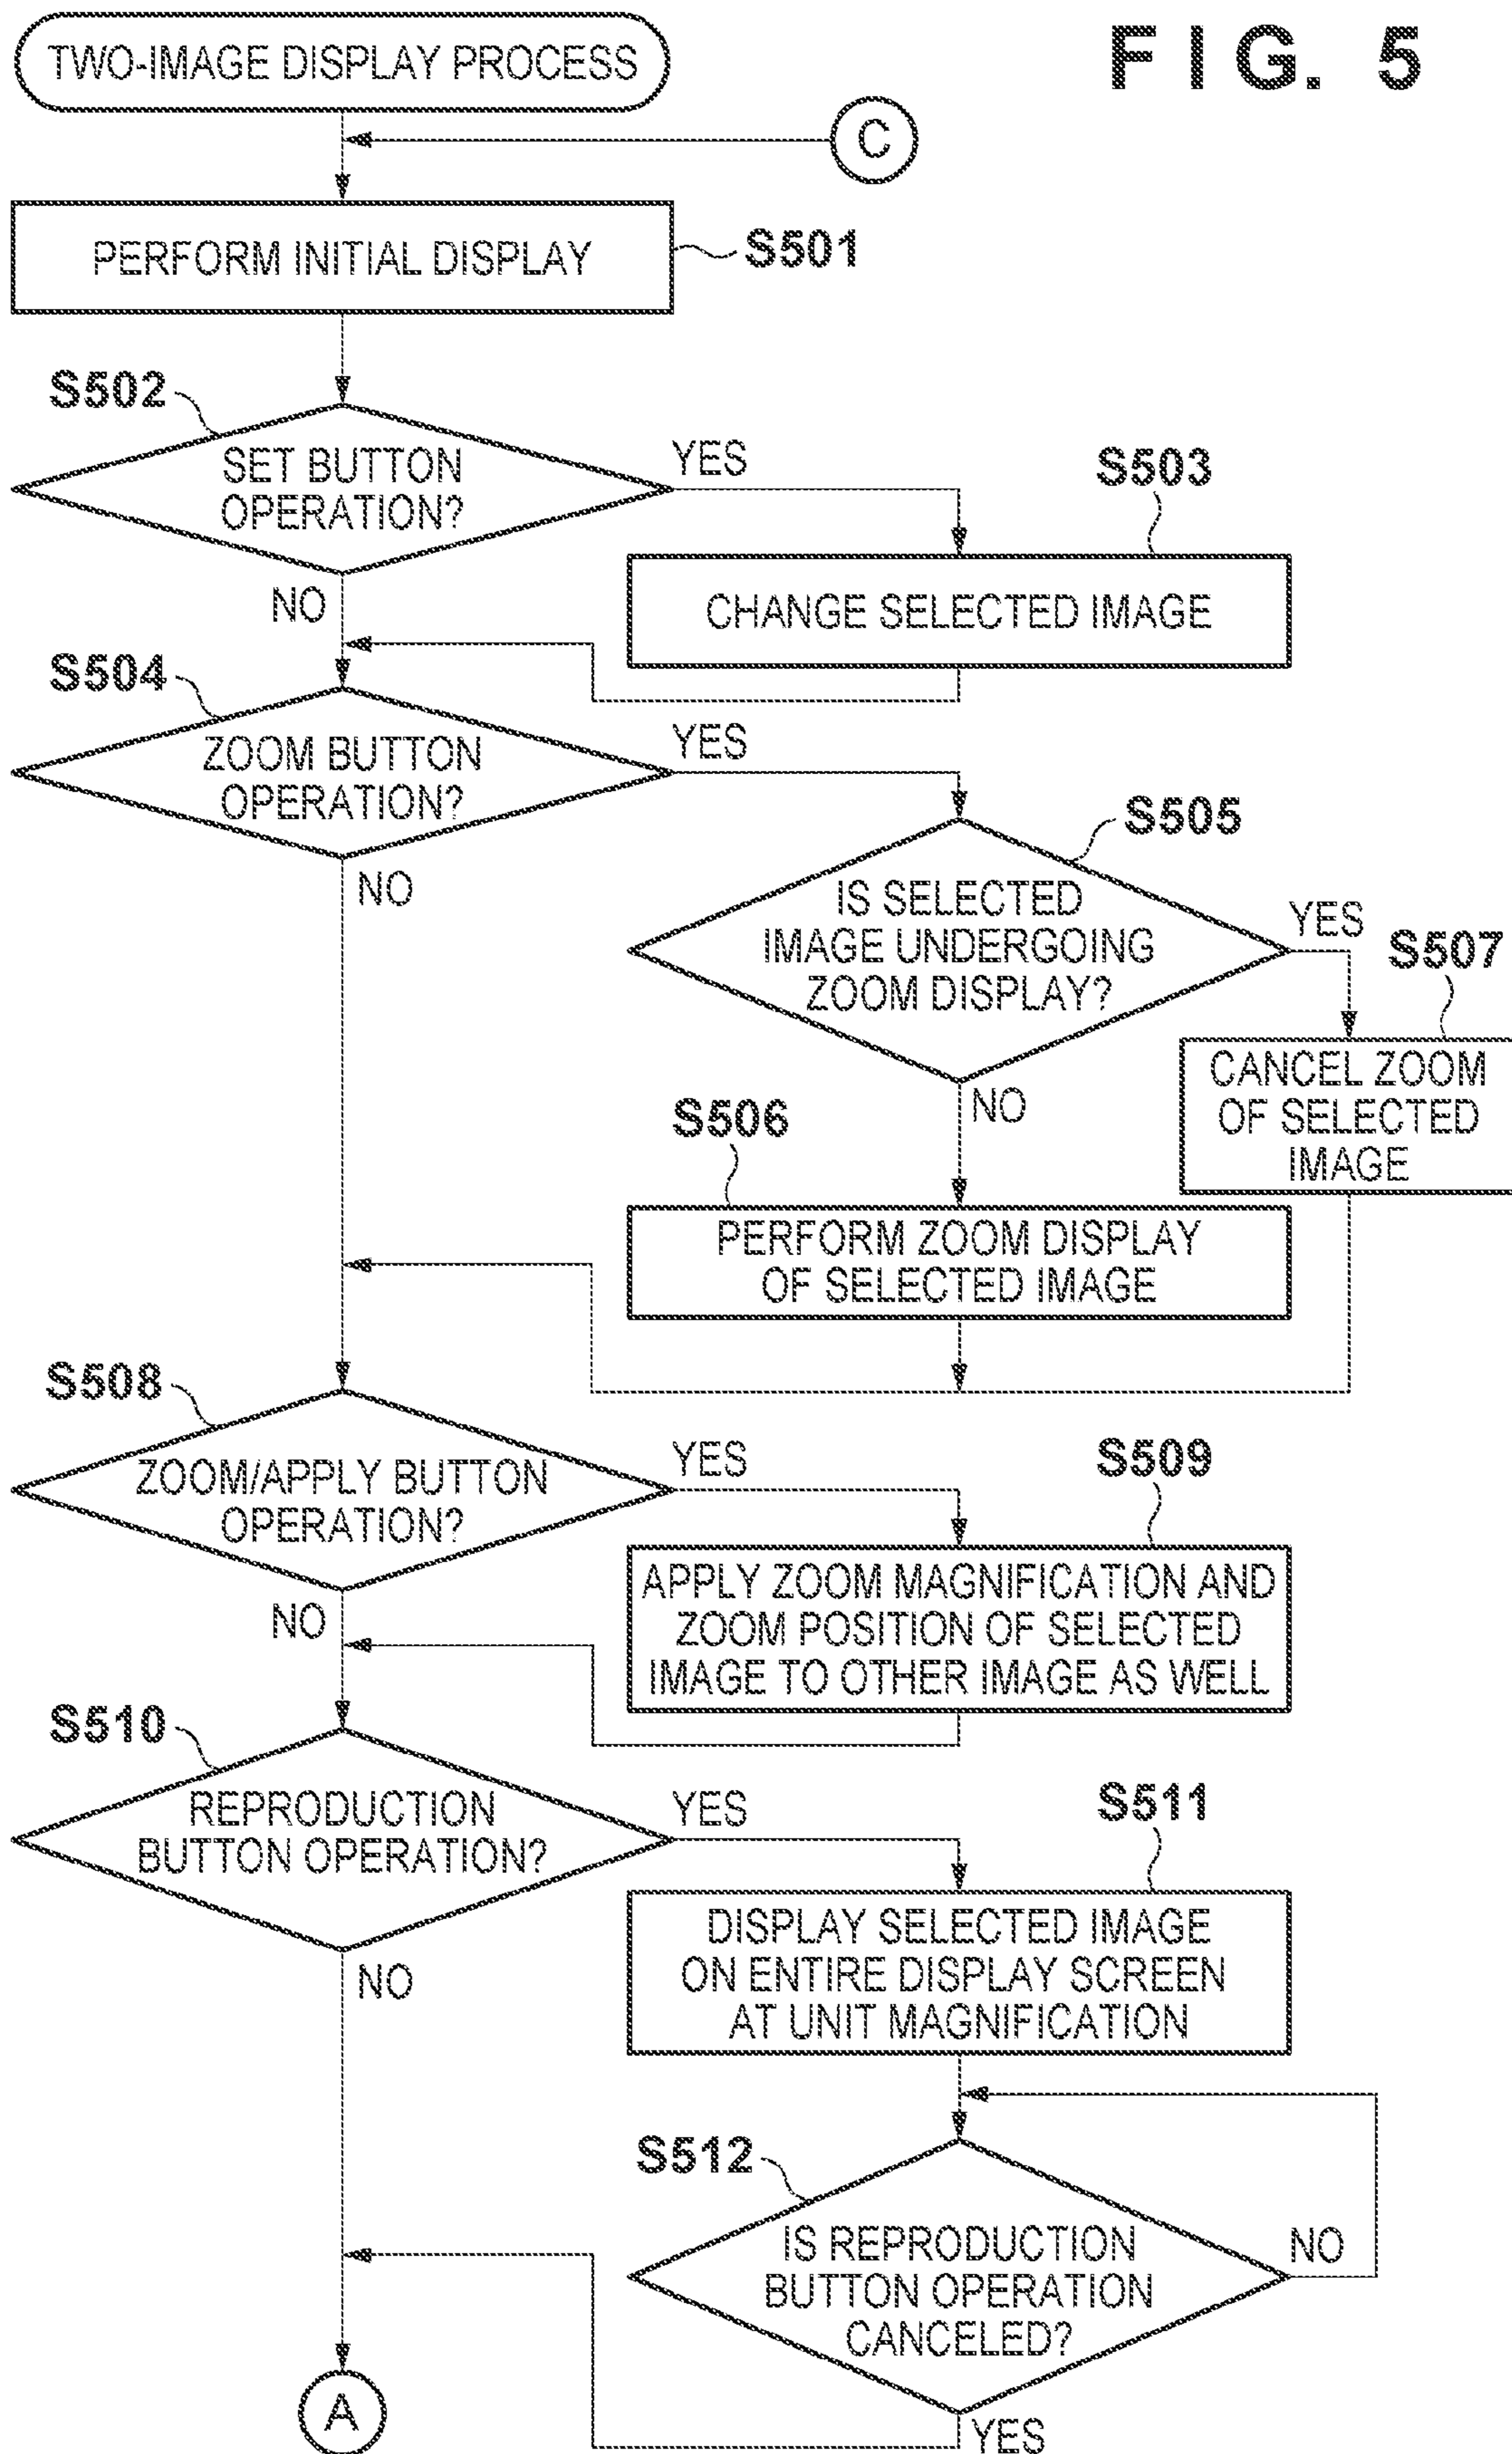 FIG. 5
TWO-IMAGE DISPLAY PROCESS
C
PERFORM INITIAL DISPLAY
S501
S502
SET BUTTON
OPERATION?
YES
NO
S503
CHANGE SELECTED IMAGE
S504
ZOOM BUTTON
OPERATION?
YES
NO
S505
IS SELECTED
IMAGE UNDERGOING
ZOOM DISPLAY?
YES
NO
S507
CANCEL ZOOM
OF SELECTED
IMAGE
S506
PERFORM ZOOM DISPLAY
OF SELECTED IMAGE
S508
ZOOM/APPLY BUTTON
OPERATION?
YES
NO
S509
APPLY ZOOM MAGNIFICATION AND
ZOOM POSITION OF SELECTED
IMAGE TO OTHER IMAGE AS WELL
S510
REPRODUCTION
BUTTON OPERATION?
YES
NO
S511
DISPLAY SELECTED IMAGE
ON ENTIRE DISPLAY SCREEN
AT UNIT MAGNIFICATION
S512
IS REPRODUCTION
BUTTON OPERATION
CANCELED?
NO
YES
A